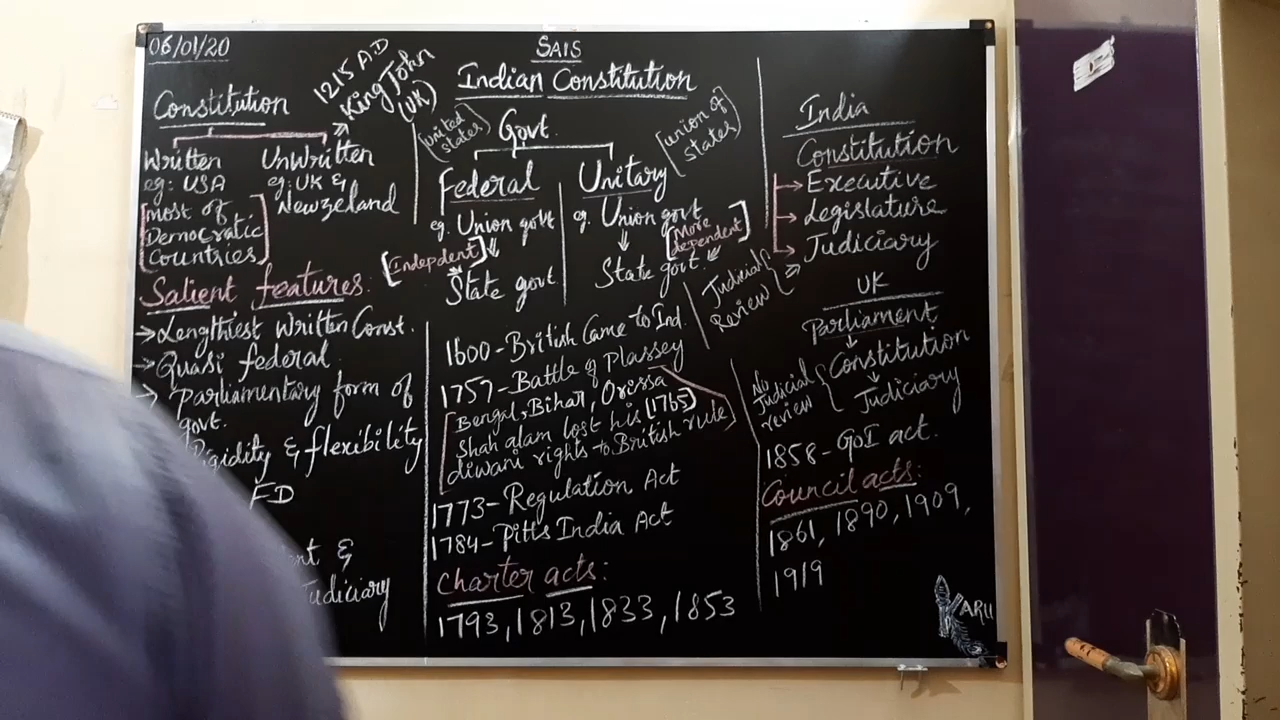 06/01/20
SAIS
Indian Constitution
Constitution
1215 A.D
King John
(UK)
Written
eg: USA
[most of
Democratic
Countries]
UnWritten
eg: UK &
Newzeland
Salient features.
→Lengthiest Written Const.
→Quasi federal.
→ Parliamentary form of
govt.
Rigidity & flexibility
FD
&
Judiciary
Govt.
[united
states]
Federal
eg. Union govt
[Indepdent]
State govt
[union of
states]
Unitary
eg. Union govt
[More
dependent]
State govt.
1600-British Came to Ind.
1757-Battle of Plassey
[Bengal, Bihar, Orissa
Shah alam lost his [1765]
diwani rights to British rule]
1773-Regulation Act
1784-Pitts India Act
Charter acts:
1793,1813,1833,1853
India
Constitution
→Executive
→Legislature
→Judiciary
Judicial
Review
UK
Parliament
Constitution
Judiciary
No
Judicial
review
1858-GoI act.
Council acts:
1861, 1890, 1909,
1919
ARU